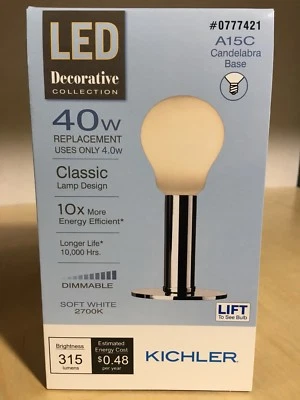 LED
Decorative
COLLECTION
#0777421
A15C
Candelabra
Base
40w
REPLACEMENT
USES ONLY 4.0w
Classic
Lamp Design
10x More
Energy Efficient*
Longer Life*
10,000 Hrs.
DIMMABLE
SOFT WHITE
2700K
LIFT
To See Bulb
Brightness
315
lumens
Estimated
Energy Cost
$0.48
per year
KICHLER